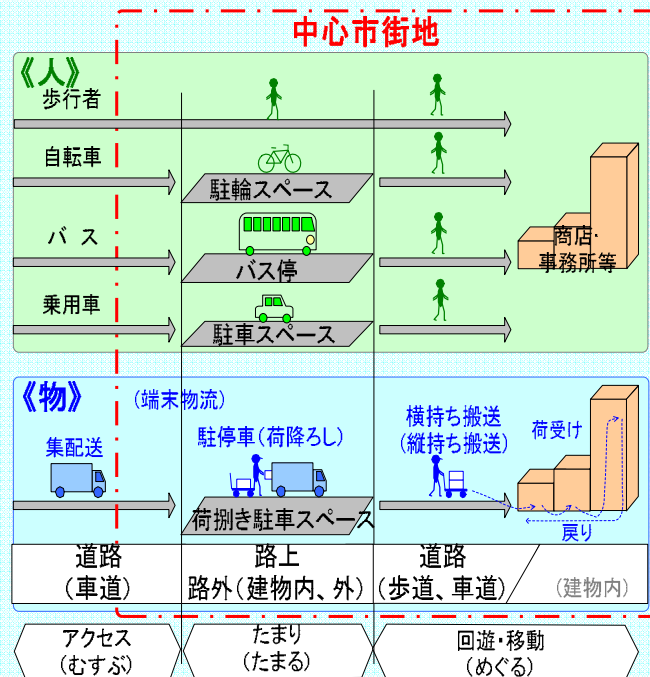 中心市街地
《人》
歩行者
自転車
駐輪スペース
バス
バス停
商店・
事務所等
乗用車
駐車スペース
《物》
(端末物流)
集配送
駐停車(荷降ろし)
横持ち搬送
(縦持ち搬送)
荷受け
荷捌き駐車スペース
戻り
道路
(車道)
路上
路外(建物内、外)
道路
(歩道、車道)
(建物内)
アクセス
(むすぶ)
たまり
(たまる)
回遊・移動
(めぐる)